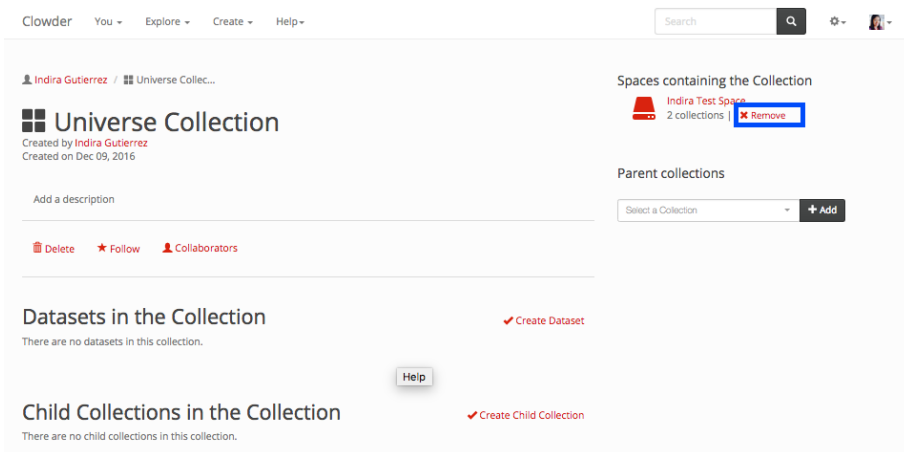 Clowder You Explore Create Help Search
Indira Gutierrez / Universe Collec...
Universe Collection
Created by Indira Gutierrez
Created on Dec 09, 2016
Add a description
Delete Follow Collaborators
Datasets in the Collection Create Dataset
There are no datasets in this collection.
Help
Child Collections in the Collection Create Child Collection
There are no child collections in this collection.
Spaces containing the Collection
Indira Test Space
2 collections | Remove
Parent collections
Select a Collection Add